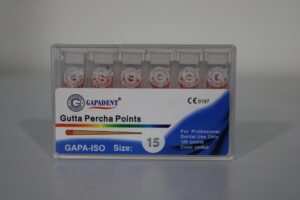 GAPADENT
CE 0197
Gutta Percha Points
GAPA-ISO Size: 15
For Professional
Dental Use Only
120 points
Color coded